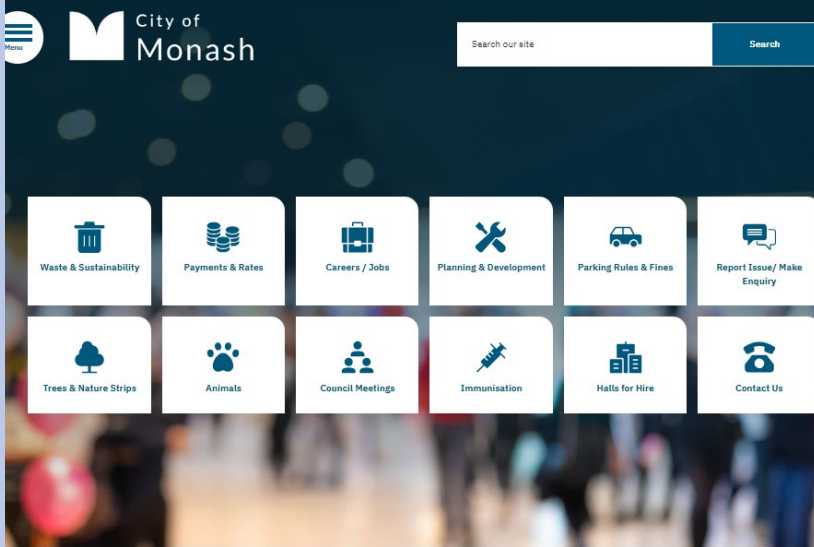 City of
Monash
Menu
Search our site
Search
Waste & Sustainability
Payments & Rates
Careers / Jobs
Planning & Development
Parking Rules & Fines
Report Issue/ Make
Enquiry
Trees & Nature Strips
Animals
Council Meetings
Immunisation
Halls for Hire
Contact Us